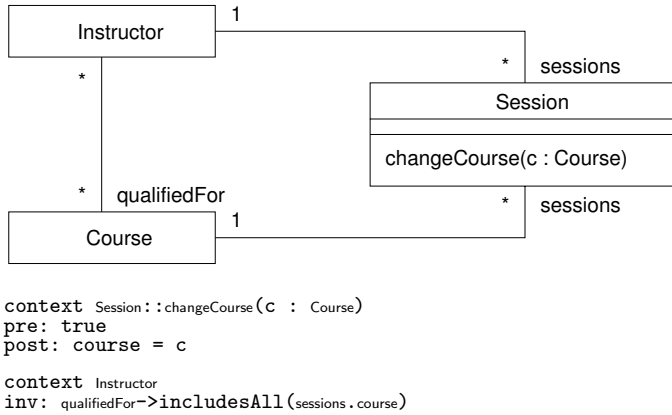 1
Instructor
*
*
sessions
Session
changeCourse(c : Course)
*
qualifiedFor
*
sessions
1
Course
context Session::changeCourse(c : Course)
pre: true
post: course = c
context Instructor
inv: qualifiedFor->includesAll(sessions.course)